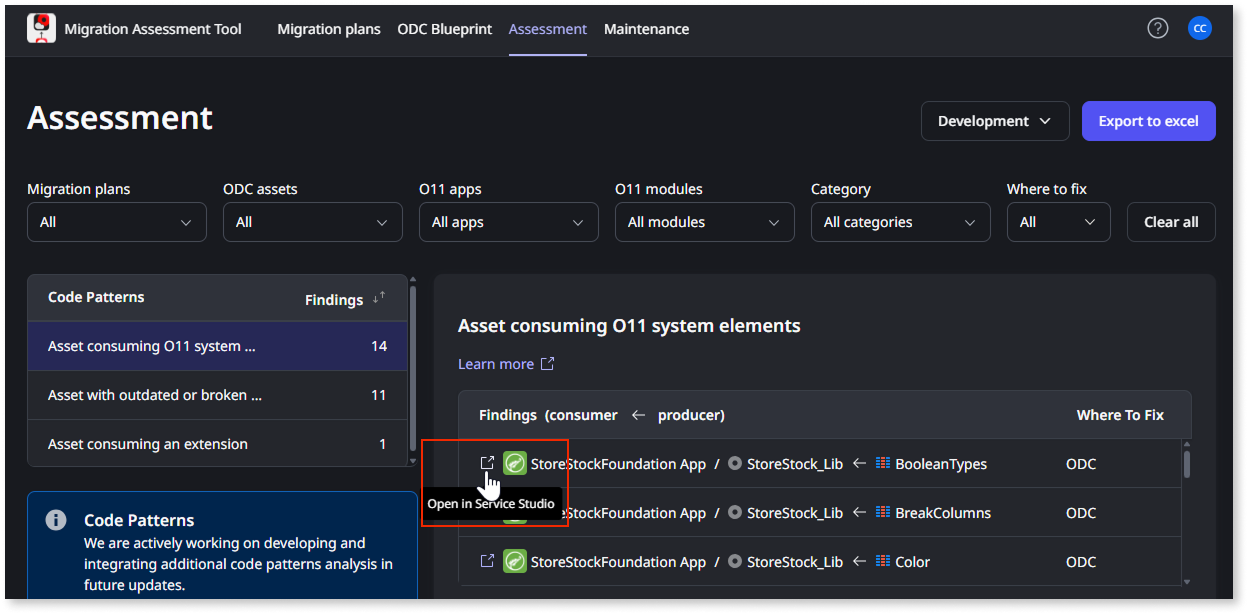 Migration Assessment Tool
Migration plans
ODC Blueprint
Assessment
Maintenance
?
CC
Assessment
Development
Export to excel
Migration plans
ODC assets
O11 apps
O11 modules
Category
Where to fix
All
All
All apps
All modules
All categories
All
Clear all
Code Patterns
Findings
Asset consuming O11 system ...
14
Asset with outdated or broken ...
11
Asset consuming an extension
1
Code Patterns
We are actively working on developing and
integrating additional code patterns analysis in
future updates.
Asset consuming O11 system elements
Learn more
Findings (consumer ← producer)
Where To Fix
StoreStockFoundation App / StoreStock_Lib ← BooleanTypes
ODC
Open in Service Studio
StockFoundation App / StoreStock_Lib ← BreakColumns
ODC
StoreStockFoundation App / StoreStock_Lib ← Color
ODC